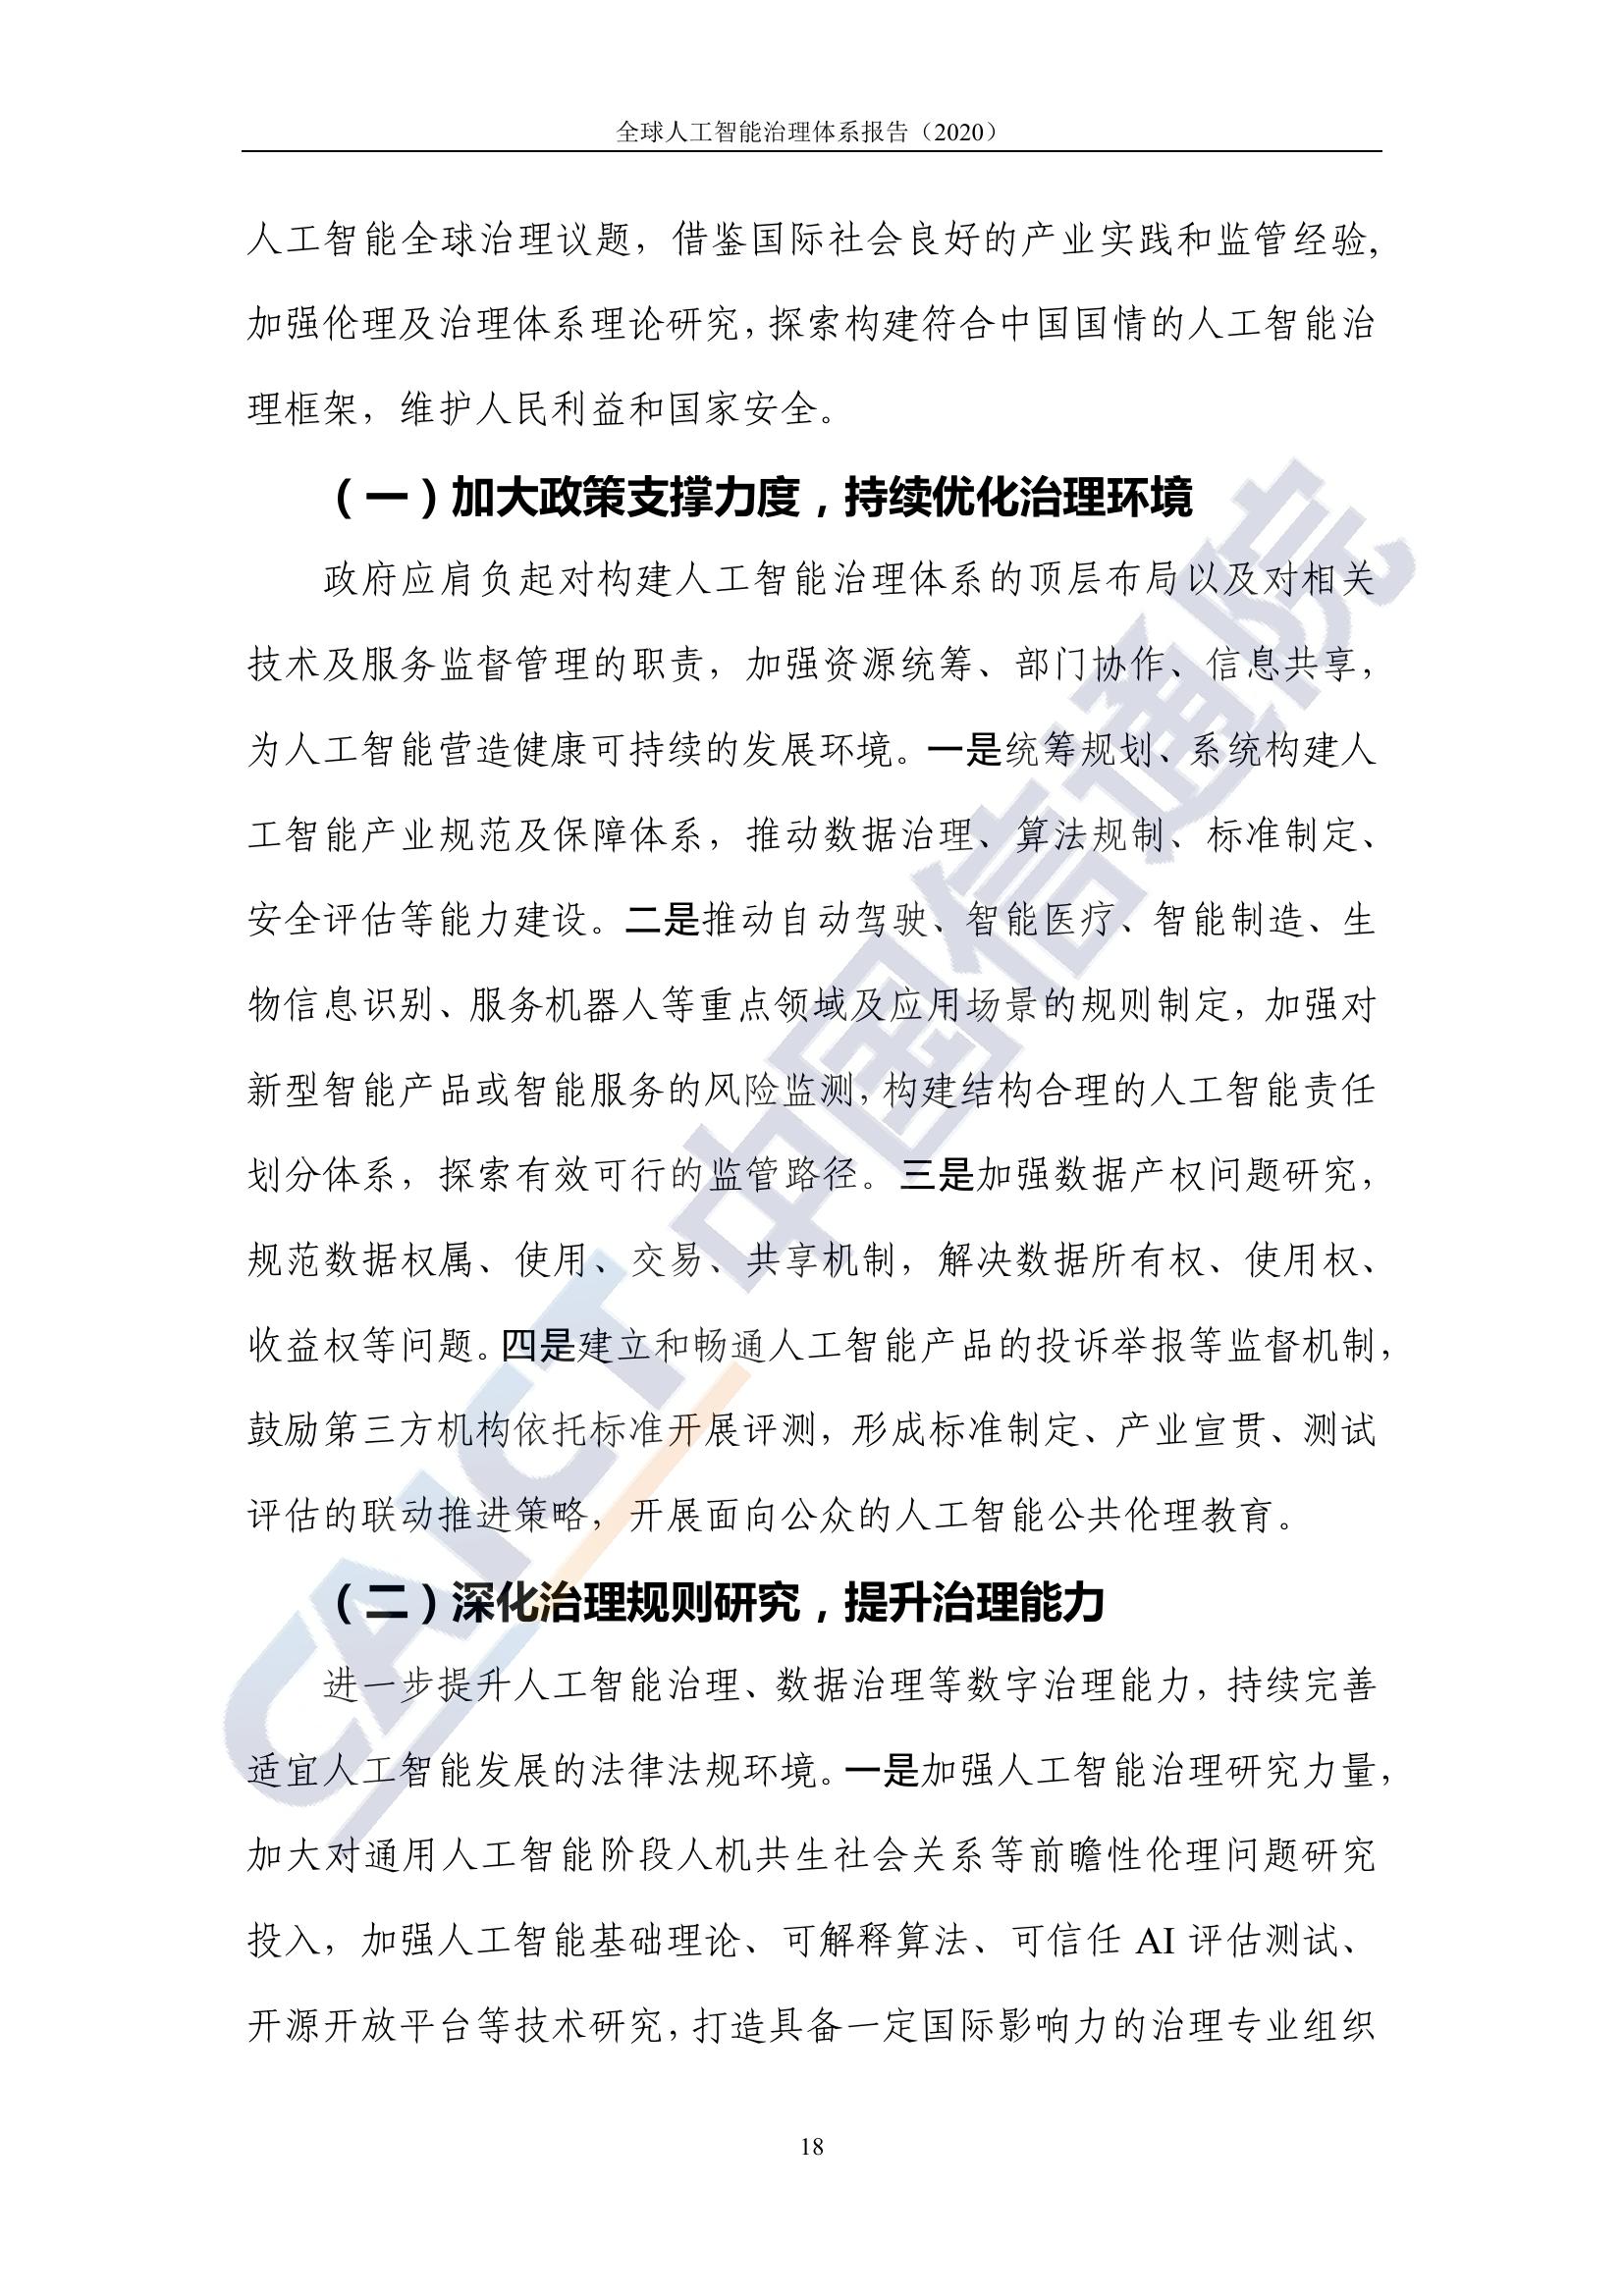 全球人工智能治理体系报告（2020）
人工智能全球治理议题，借鉴国际社会良好的产业实践和监管经验,
加强伦理及治理体系理论研究，探索构建符合中国国情的人工智能治
理框架，维护人民利益和国家安全。
（一）加大政策支撑力度，持续优化治理环境
政府应肩负起对构建人工智能治理体系的顶层布局以及对相关
技术及服务监督管理的职责，加强资源统筹、部门协作、信息共享，
为人工智能营造健康可持续的发展环境。一是统筹规划、系统构建人
工智能产业规范及保障体系，推动数据治理、算法规制、标准制定、
安全评估等能力建设。二是推动自动驾驶、智能医疗、智能制造、生
物信息识别、服务机器人等重点领域及应用场景的规则制定，加强对
新型智能产品或智能服务的风险监测，构建结构合理的人工智能责任
划分体系，探索有效可行的监管路径。三是加强数据产权问题研究，
规范数据权属、使用、交易、共享机制，解决数据所有权、使用权、
收益权等问题。四是建立和畅通人工智能产品的投诉举报等监督机制，
鼓励第三方机构依托标准开展评测，形成标准制定、产业宣贯、测试
评估的联动推进策略，开展面向公众的人工智能公共伦理教育。
（二）深化治理规则研究，提升治理能力
进一步提升人工智能治理、数据治理等数字治理能力，持续完善
适宜人工智能发展的法律法规环境。一是加强人工智能治理研究力量，
加大对通用人工智能阶段人机共生社会关系等前瞻性伦理问题研究
投入，加强人工智能基础理论、可解释算法、可信任 AI 评估测试、
开源开放平台等技术研究，打造具备一定国际影响力的治理专业组织
18
CAICT 中国信通院